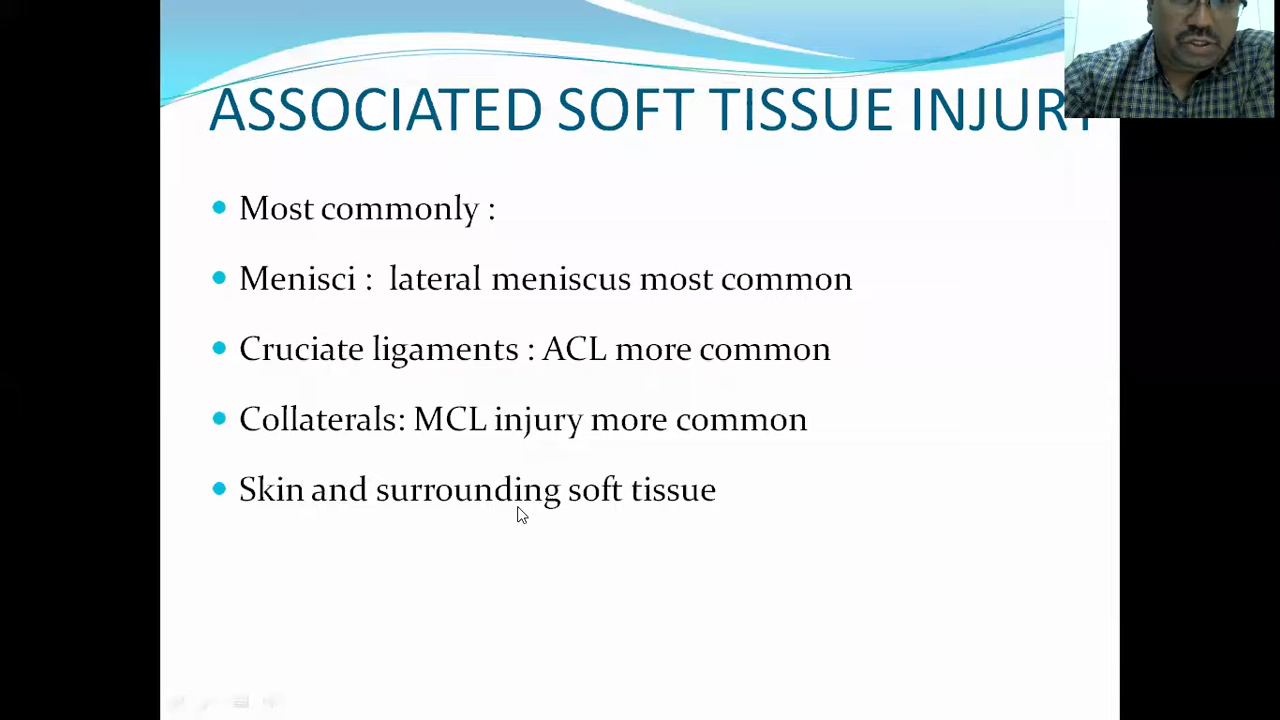 ASSOCIATED SOFT TISSUE INJURY
Most commonly :
Menisci :  lateral meniscus most common
Cruciate ligaments : ACL more common
Collaterals: MCL injury more common
Skin and surrounding soft tissue